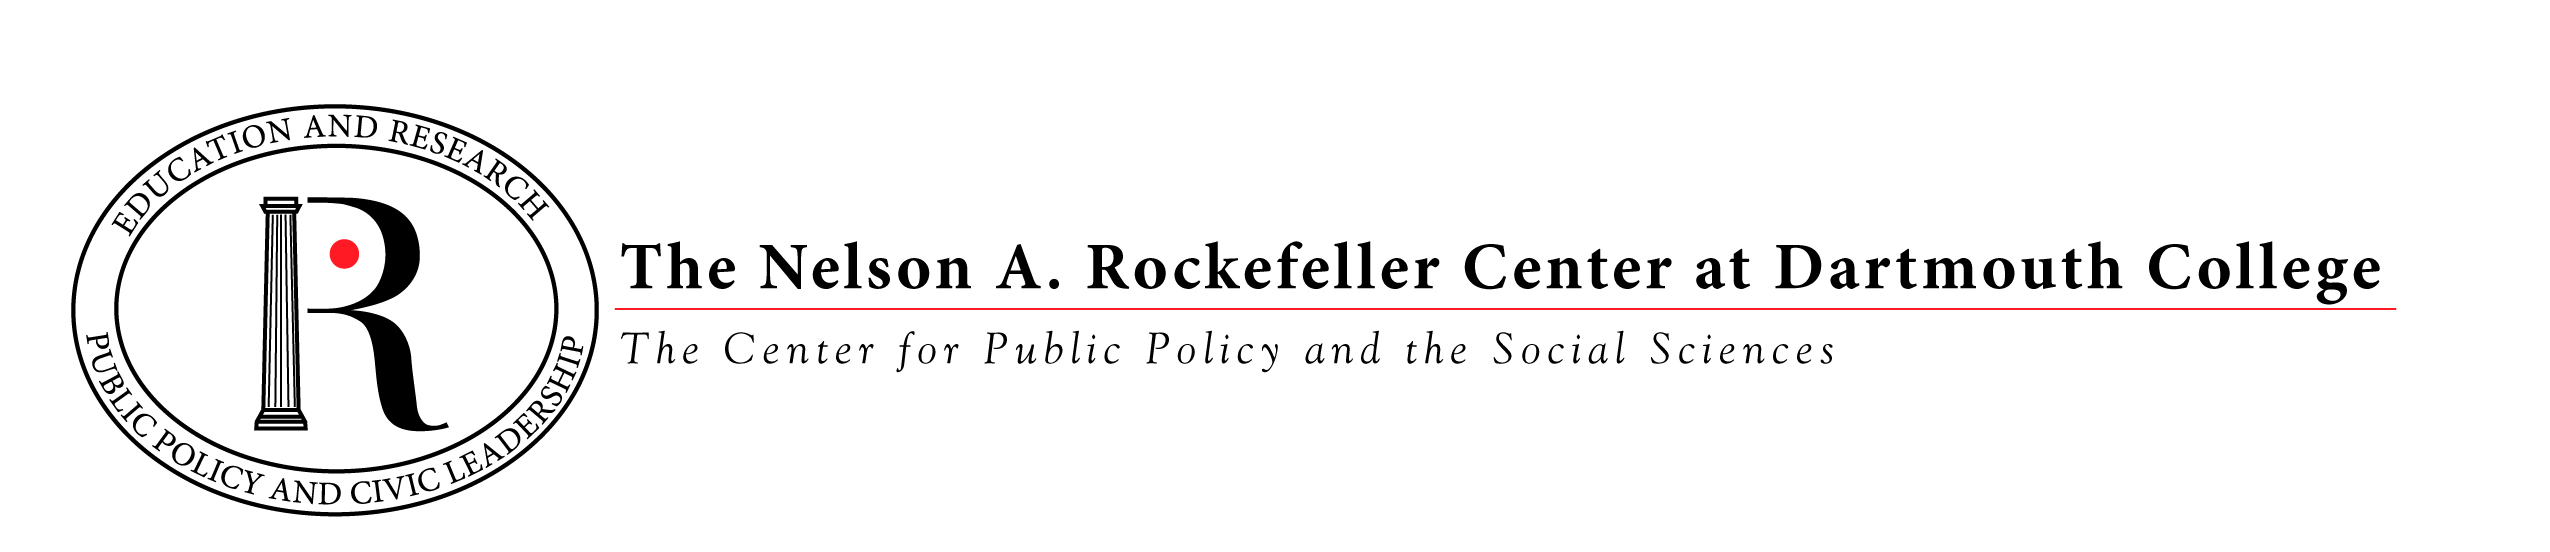 EDUCATION AND RESEARCH
R
PUBLIC POLICY AND CIVIC LEADERSHIP
The Nelson A. Rockefeller Center at Dartmouth College
The Center for Public Policy and the Social Sciences